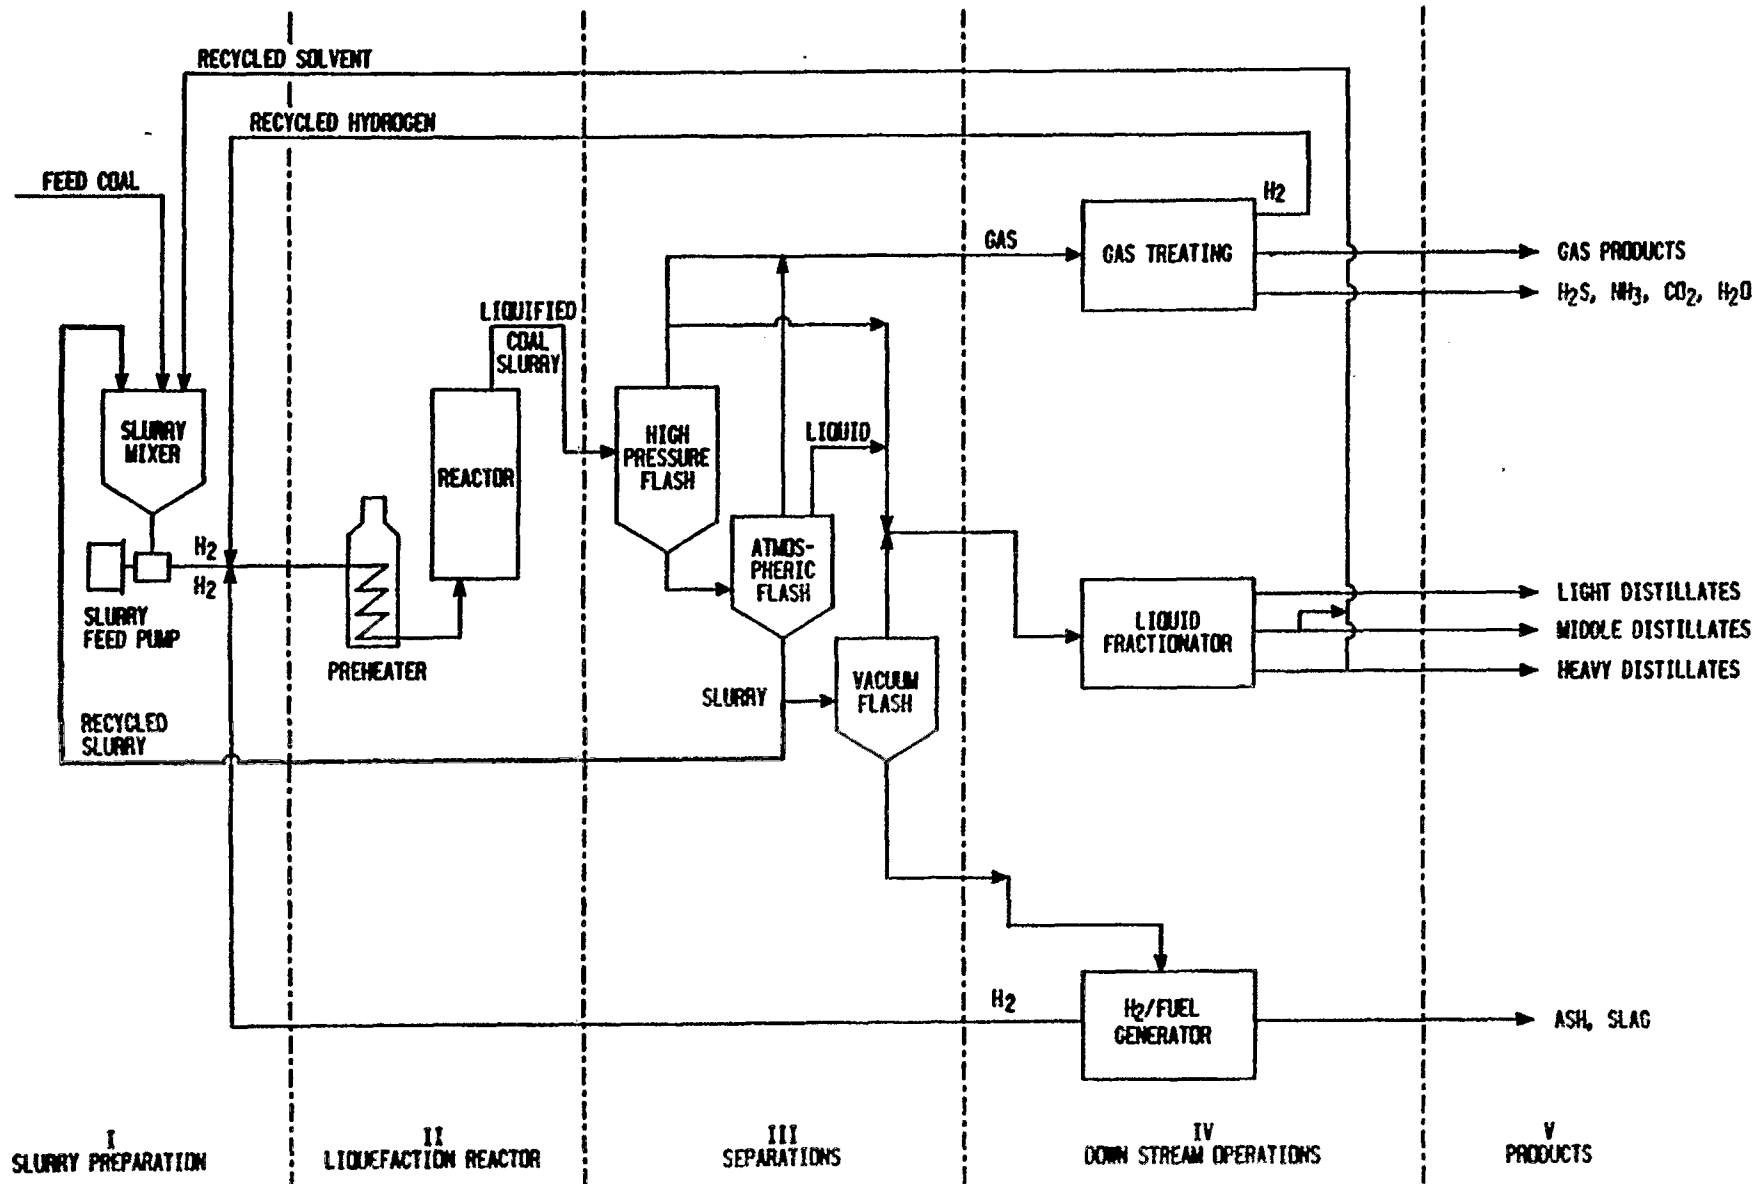 RECYCLED SOLVENT
RECYCLED HYDROGEN
FEED COAL
H2
GAS
GAS TREATING
GAS PRODUCTS
H2S, NH3, CO2, H2O
LIQUIFIED
COAL
SLURRY
SLURRY
MIXER
REACTOR
HIGH
PRESSURE
FLASH
LIQUID
H2
H2
SLURRY
FEED PUMP
PREHEATER
ATMOS-
PHERIC
FLASH
LIQUID
FRACTIONATOR
LIGHT DISTILLATES
MIDDLE DISTILLATES
HEAVY DISTILLATES
SLURRY
VACUUM
FLASH
RECYCLED
SLURRY
H2
H2/FUEL
GENERATOR
ASH, SLAG
I
SLURRY PREPARATION
II
LIQUEFACTION REACTOR
III
SEPARATIONS
IV
DOWN STREAM OPERATIONS
V
PRODUCTS